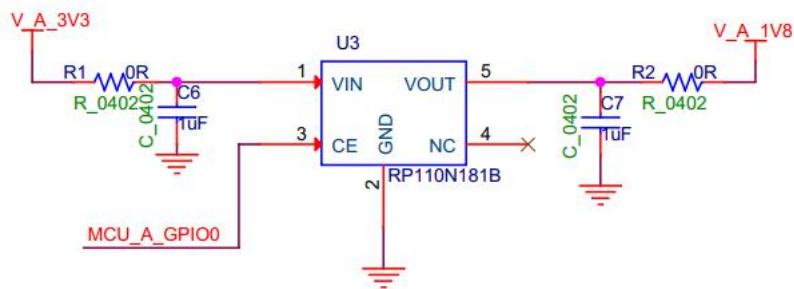 V_A_3V3
V_A_1V8
U3
R1 0R
R_0402
C6
C_0402
1uF
1 VIN
VOUT 5
3 CE
GND
NC 4
2
RP110N181B
R2 0R
R_0402
C7
C_0402
1uF
MCU_A_GPIO0